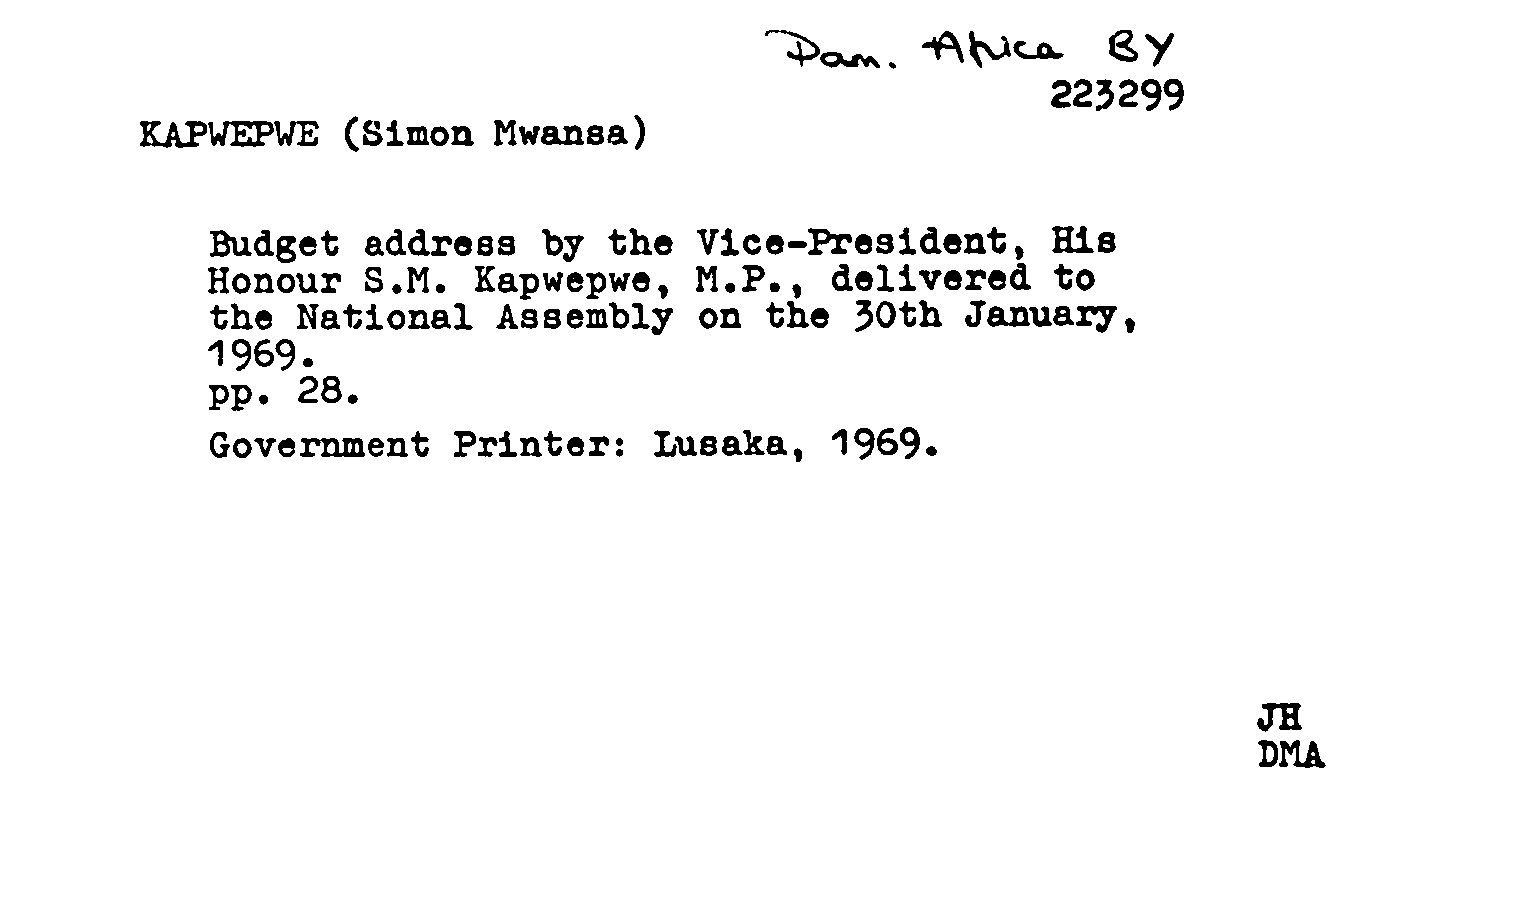 Pam. Africa BY
223299
KAPWEPWE (Simon Mwansa)
Budget address by the Vice-President, His
Honour S.M. Kapwepwe, M.P., delivered to
the National Assembly on the 30th January,
1969.
pp. 28.
Government Printer: Lusaka, 1969.
JH
DMA